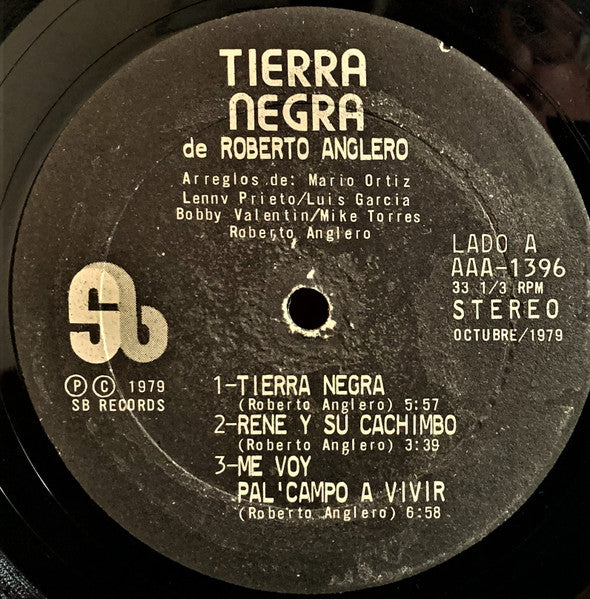 TIERRA
NEGRA
de ROBERTO ANGLERO
Arreglos de: Mario Ortiz
Lenny Prieto/Luis Garcia
Bobby Valentin/Mike Torres
Roberto Anglero
LADO A
AAA-1396
33 1/3 RPM
STEREO
OCTUBRE/1979
Sb
Ⓟ Ⓒ 1979
SB RECORDS
1-TIERRA NEGRA
(Roberto Anglero) 5:57
2-RENE Y SU CACHIMBO
(Roberto Anglero) 3:39
3-ME VOY
PAL'CAMPO A VIVIR
(Roberto Anglero) 6:58